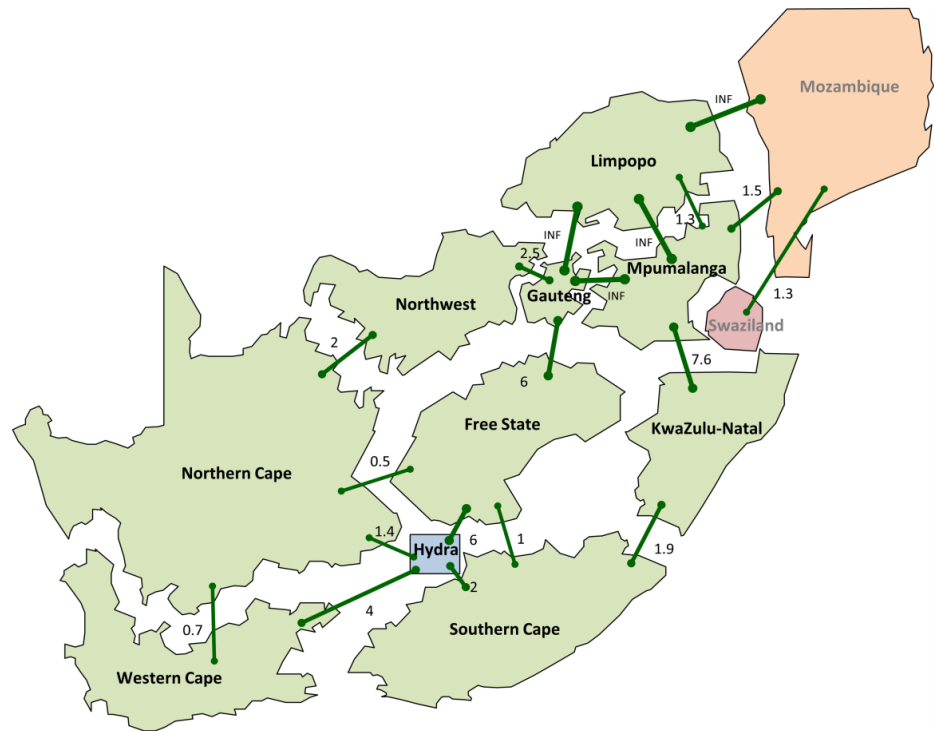 Mozambique
INF
Limpopo
1.3
1.5
INF
INF
2.5
Mpumalanga
Gauteng
INF
1.3
Northwest
Swaziland
2
7.6
6
Free State
KwaZulu-Natal
0.5
Northern Cape
1.4
Hydra
6
1
1.9
2
4
0.7
Southern Cape
Western Cape